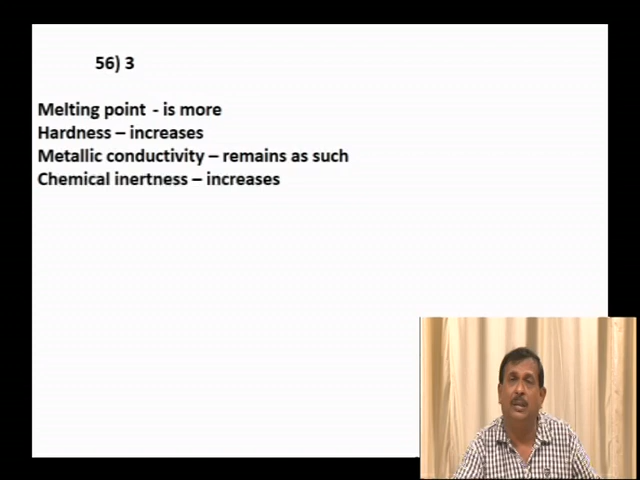 56) 3
Melting point - is more
Hardness – increases
Metallic conductivity – remains as such
Chemical inertness – increases